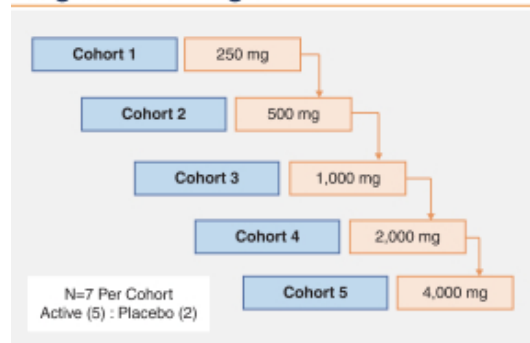 Cohort 1 250 mg
Cohort 2 500 mg
Cohort 3 1,000 mg
Cohort 4 2,000 mg
Cohort 5 4,000 mg
N=7 Per Cohort
Active (5) : Placebo (2)